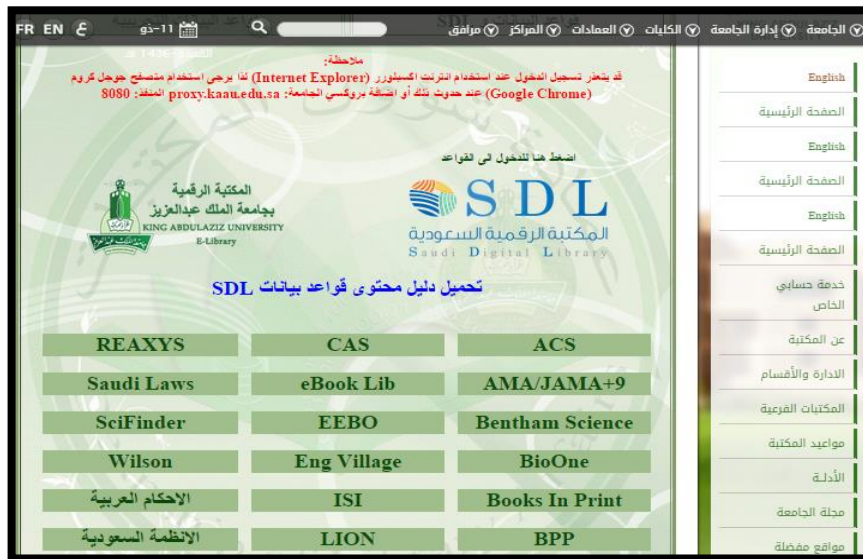 الجامعة إدارة الجامعة الكليات العمادات المراكز مرافق
11-ذو
ع EN FR
ملاحظة:
قد يتعذر تسجيل الدخول عند استخدام انترنت اكسبلورر (Internet Explorer) لذا يرجى استخدام متصفح جوجل كروم
(Google Chrome) عند حدوث ذلك أو اضافة بروكسي الجامعة: proxy.kaau.edu.sa المنفذ: 8080
اضغط هنا للدخول الى القواعد
SDL
المكتبة الرقمية السعودية
Saudi Digital Library
المكتبة الرقمية
بجامعة الملك عبدالعزيز
KING ABDULAZIZ UNIVERSITY
E-Library
تحميل دليل محتوى قواعد بيانات SDL
REAXYS CAS ACS
Saudi Laws eBook Lib AMA/JAMA+9
SciFinder EEBO Bentham Science
Wilson Eng Village BioOne
الاحكام العربية ISI Books In Print
الانظمة السعودية LION BPP
English
الصفحة الرئيسية
English
الصفحة الرئيسية
English
الصفحة الرئيسية
خدمة حسابي
الخاص
عن المكتبة
الادارة والأقسام
المكتبات الفرعية
مواعيد المكتبة
الأدلة
مجلة الجامعة
مواقع مفضلة